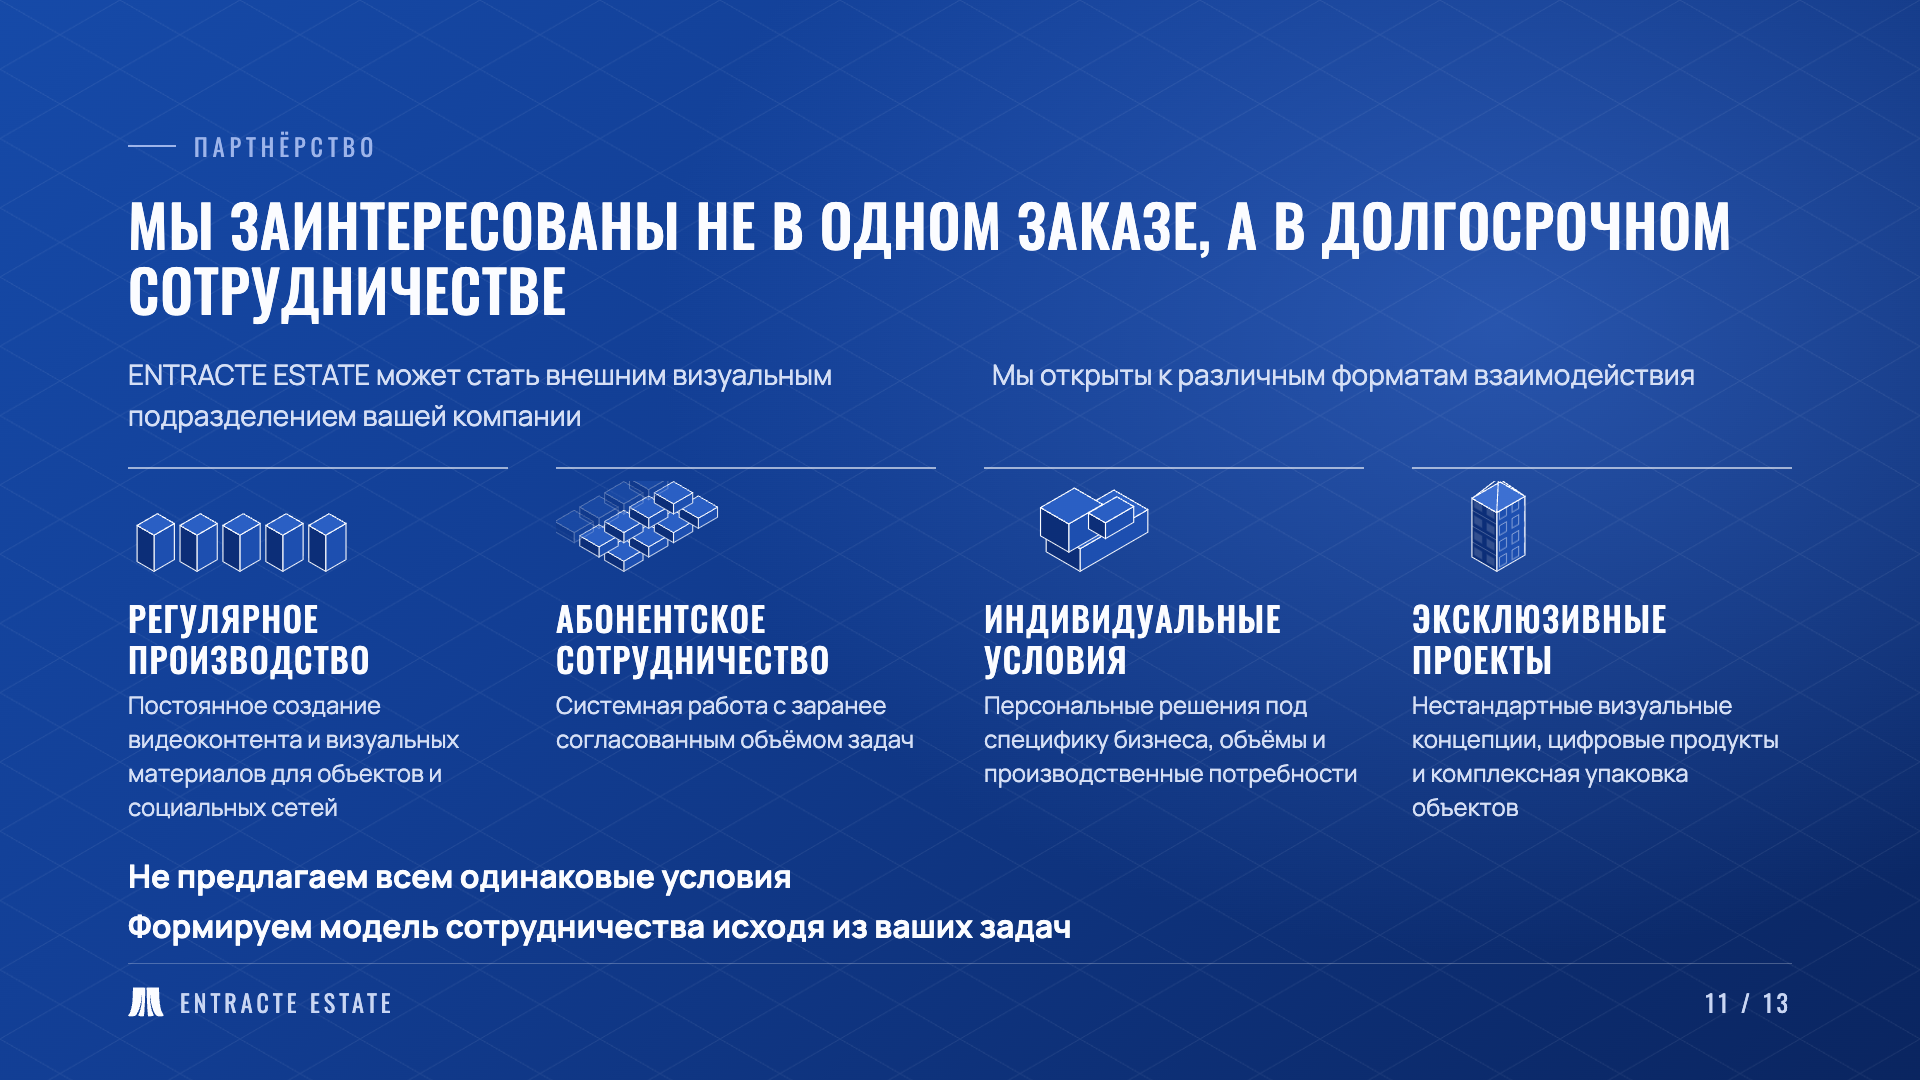 ПАРТНЁРСТВО
МЫ ЗАИНТЕРЕСОВАНЫ НЕ В ОДНОМ ЗАКАЗЕ, А В ДОЛГОСРОЧНОМ
СОТРУДНИЧЕСТВЕ
ENTRACTE ESTATE может стать внешним визуальным
подразделением вашей компании
Мы открыты к различным форматам взаимодействия
РЕГУЛЯРНОЕ
ПРОИЗВОДСТВО
Постоянное создание
видеоконтента и визуальных
материалов для объектов и
социальных сетей
АБОНЕНТСКОЕ
СОТРУДНИЧЕСТВО
Системная работа с заранее
согласованным объёмом задач
ИНДИВИДУАЛЬНЫЕ
УСЛОВИЯ
Персональные решения под
специфику бизнеса, объёмы и
производственные потребности
ЭКСКЛЮЗИВНЫЕ
ПРОЕКТЫ
Нестандартные визуальные
концепции, цифровые продукты
и комплексная упаковка
объектов
Не предлагаем всем одинаковые условия
Формируем модель сотрудничества исходя из ваших задач
ENTRACTE ESTATE
11 / 13